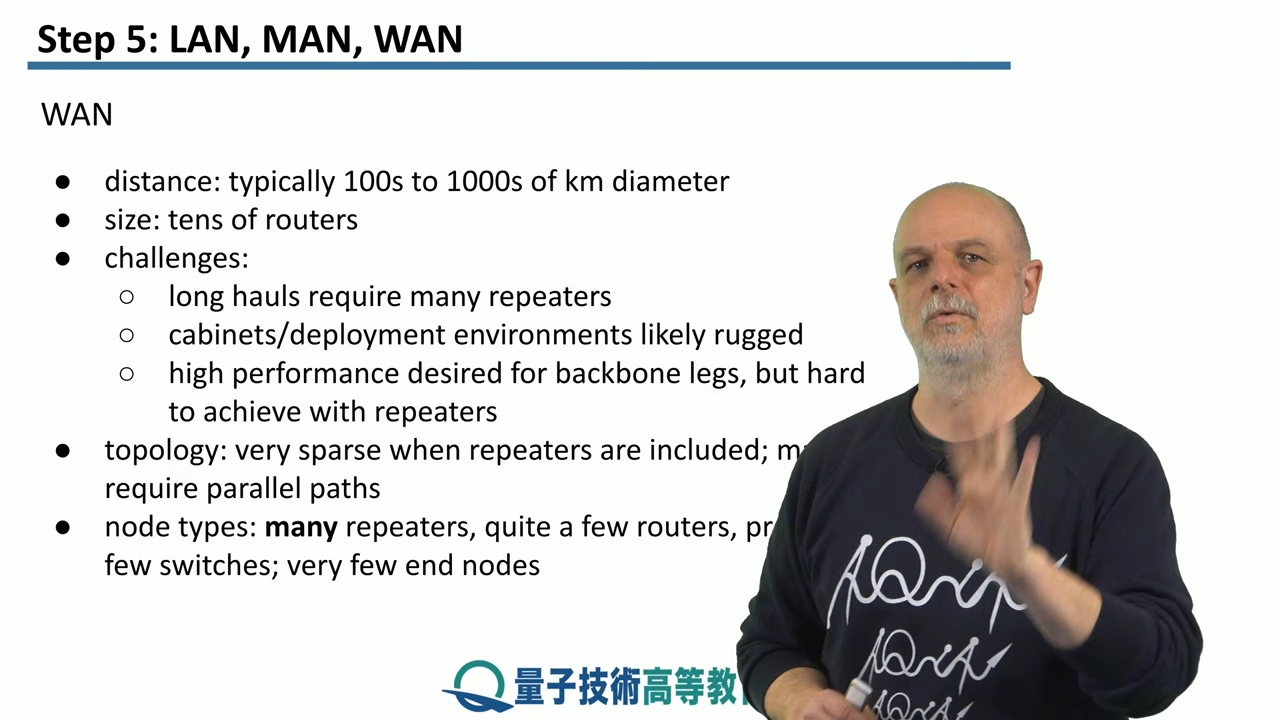 Step 5: LAN, MAN, WAN
WAN
● distance: typically 100s to 1000s of km diameter
● size: tens of routers
● challenges:
○ long hauls require many repeaters
○ cabinets/deployment environments likely rugged
○ high performance desired for backbone legs, but hard
to achieve with repeaters
● topology: very sparse when repeaters are included;
require parallel paths
● node types: many repeaters, quite a few routers,
few switches; very few end nodes
量子技術高等教